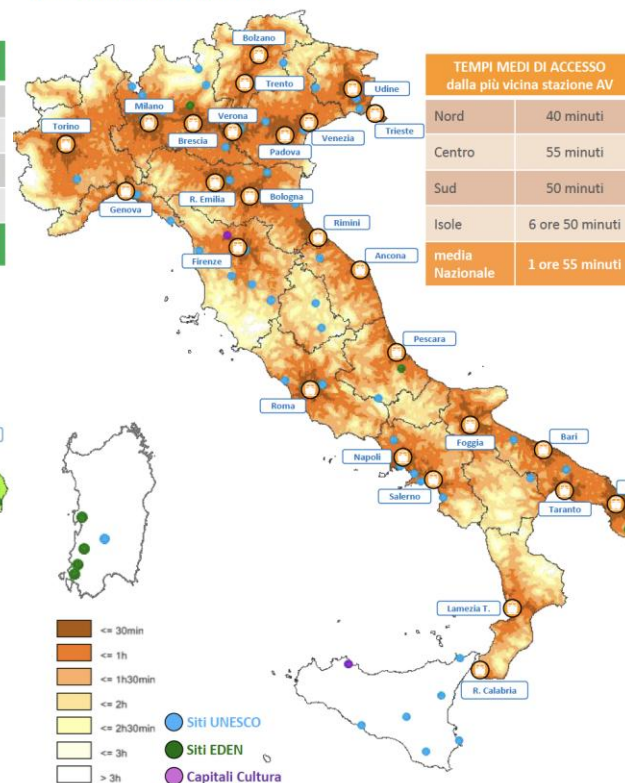 Bolzano
Trento
Udine
Milano
Verona
Torino
Brescia
Venezia
Trieste
Padova
R. Emilia
Bologna
Genova
Rimini
Firenze
Ancona
Pescara
Roma
Foggia
Bari
Napoli
Salerno
Taranto
Lamezia T.
R. Calabria
TEMPI MEDI DI ACCESSO
dalla più vicina stazione AV
Nord 40 minuti
Centro 55 minuti
Sud 50 minuti
Isole 6 ore 50 minuti
media
Nazionale 1 ore 55 minuti
<= 30min
<= 1h
<= 1h30min
<= 2h
<= 2h30min
<= 3h
> 3h
Siti UNESCO
Siti EDEN
Capitali Cultura